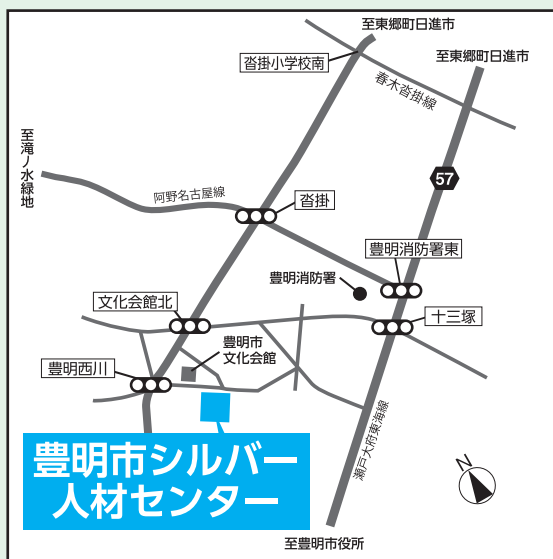 至東郷町日進市
至東郷町日進市
沓掛小学校南
春木沓掛線
至滝ノ水緑地
57
阿野名古屋線
沓掛
豊明消防署東
豊明消防署
文化会館北
十三塚
豊明市
文化会館
豊明西川
瀬戸大府東海線
豊明市シルバー
人材センター
N
至豊明市役所